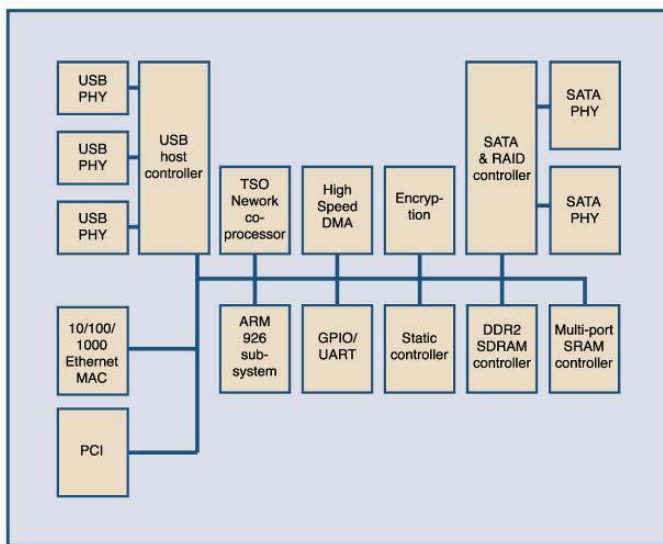 USB
PHY
USB
PHY
USB
PHY
USB
host
controller
TSO
Nework
co-
processor
High
Speed
DMA
Encryp-
tion
SATA
& RAID
controller
SATA
PHY
SATA
PHY
10/100/
1000
Ethernet
MAC
PCI
ARM
926
sub-
system
GPIO/
UART
Static
controller
DDR2
SDRAM
controller
Multi-port
SRAM
controller